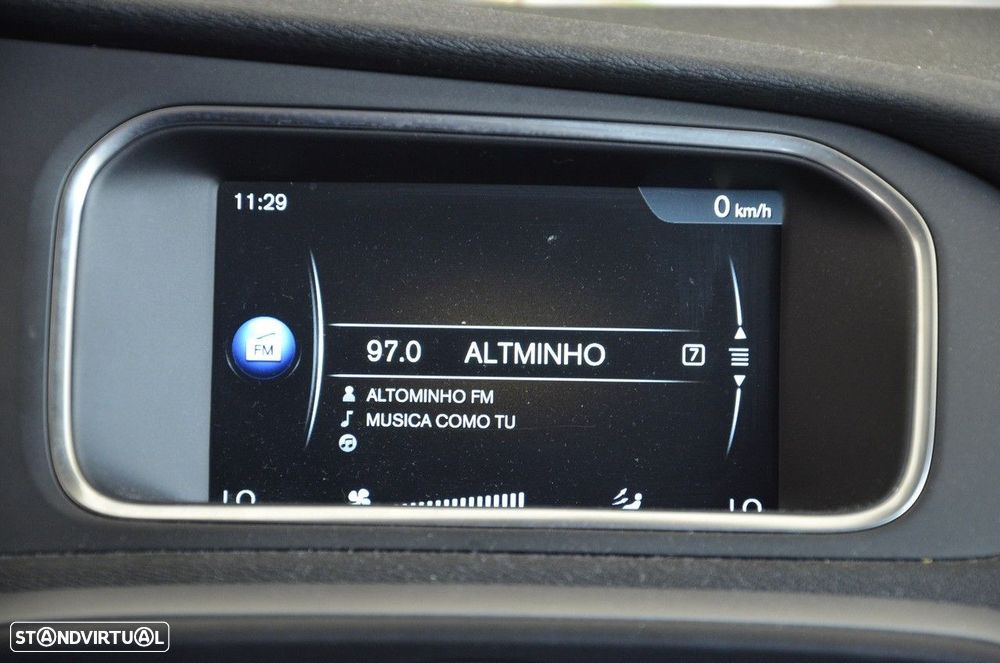 11:29
0 km/h
FM
97.0 ALTMINHO 7
ALTOMINHO FM
MUSICA COMO TU
LO LO
STANDVIRTUAL